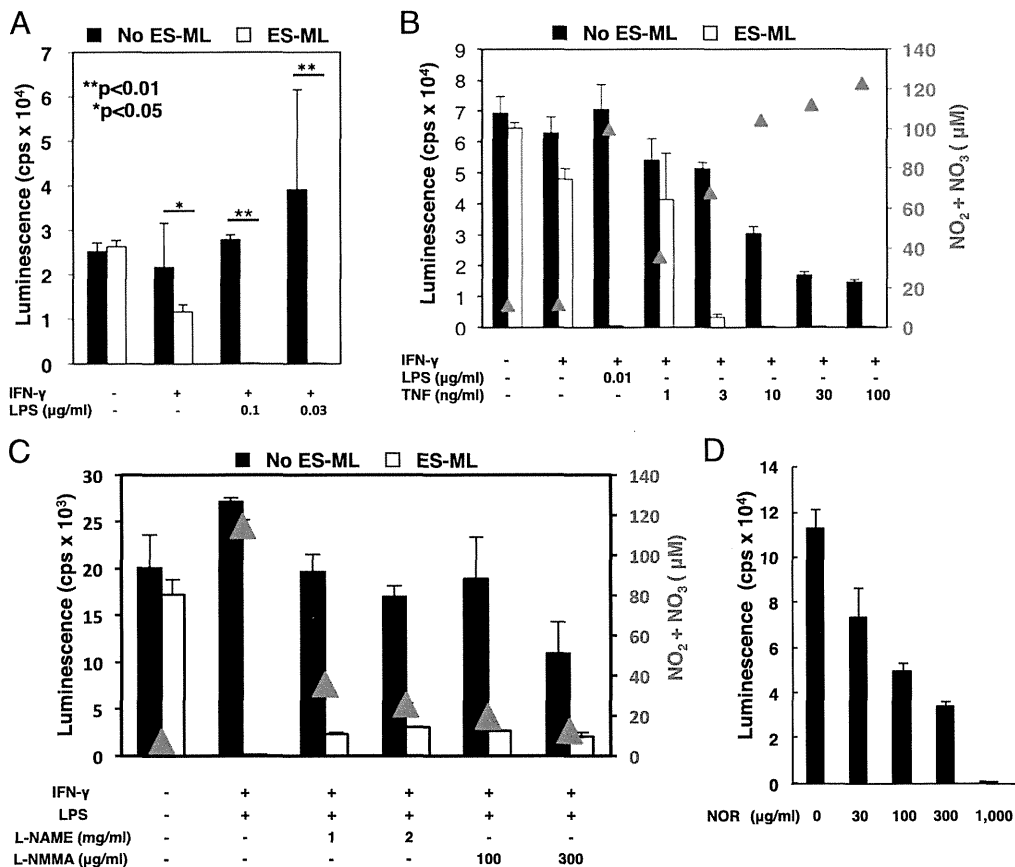 A
■ No ES-ML □ ES-ML
**p<0.01
*p<0.05
Luminescence (cps x 10⁴)
7
6
5
4
3
2
1
0
*
**
**
IFN-γ - + + +
LPS (μg/ml) - - 0.1 0.03
B
■ No ES-ML □ ES-ML
Luminescence (cps x 10⁴)
9
8
7
6
5
4
3
2
1
0
NO₂ + NO₃ ( μM)
140
120
100
80
60
40
20
0
IFN-γ - + + + + + + +
LPS (μg/ml) - - 0.01 - - - - -
TNF (ng/ml) - - - 1 3 10 30 100
C
■ No ES-ML □ ES-ML
Luminescence (cps x 10³)
30
25
20
15
10
5
0
NO₂ + NO₃ ( μM)
140
120
100
80
60
40
20
0
IFN-γ - + + + + +
LPS - + + + + +
L-NAME (mg/ml) - - 1 2 - -
L-NMMA (μg/ml) - - - - 100 300
D
Luminescence (cps x 10⁴)
14
12
10
8
6
4
2
0
NOR (μg/ml) 0 30 100 300 1,000